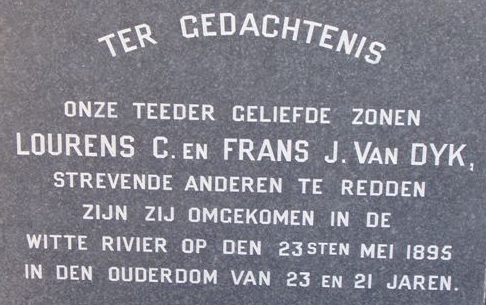 TER GEDACHTENIS
ONZE TEEDER GELIEFDE ZONEN
LOURENS C. EN FRANS J. VAN DYK,
STREVENDE ANDEREN TE REDDEN
ZIJN ZIJ OMGEKOMEN IN DE
WITTE RIVIER OP DEN 23STEN MEI 1895
IN DEN OUDERDOM VAN 23 EN 21 JAREN.